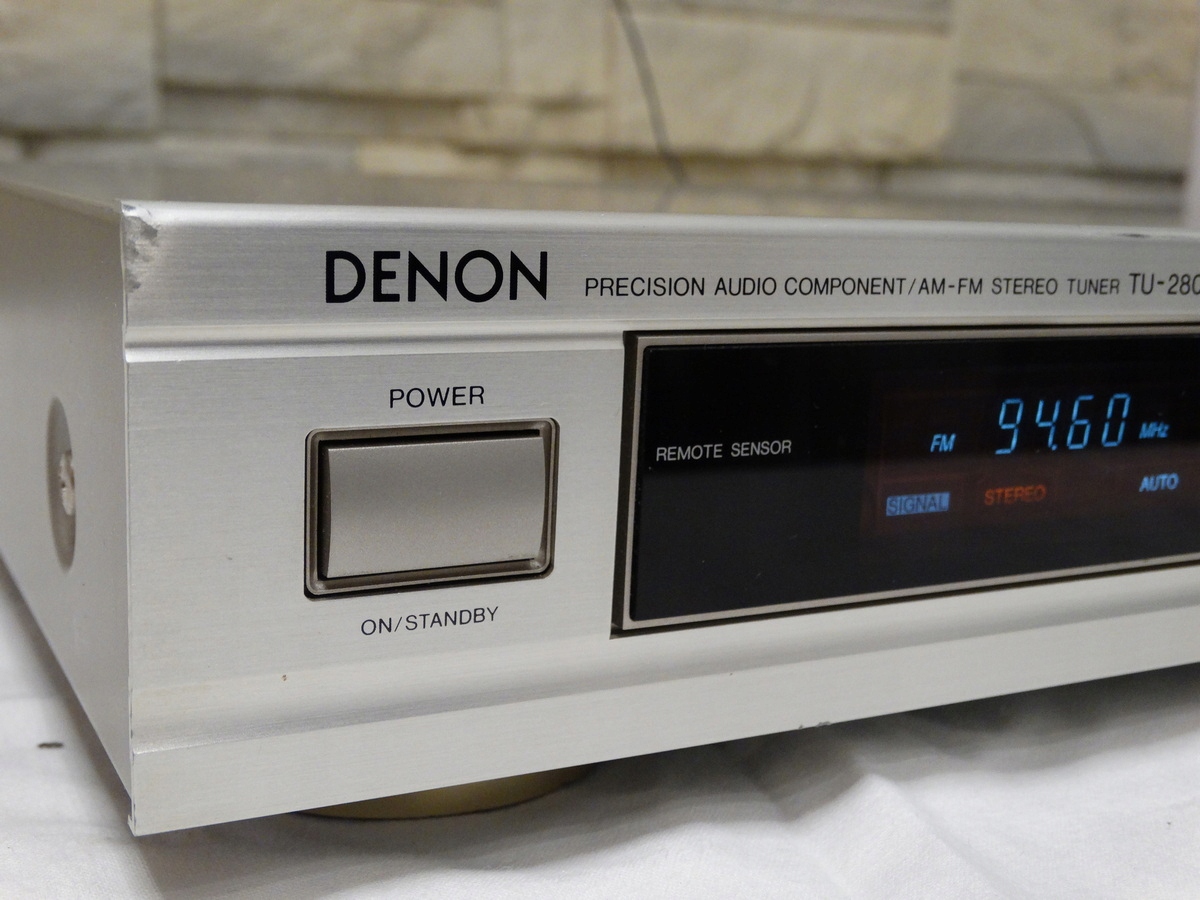 DENON PRECISION AUDIO COMPONENT/AM-FM STEREO TUNER TU-280
POWER
REMOTE SENSOR
FM 94.60 MHz
SIGNAL STEREO AUTO
ON/STANDBY